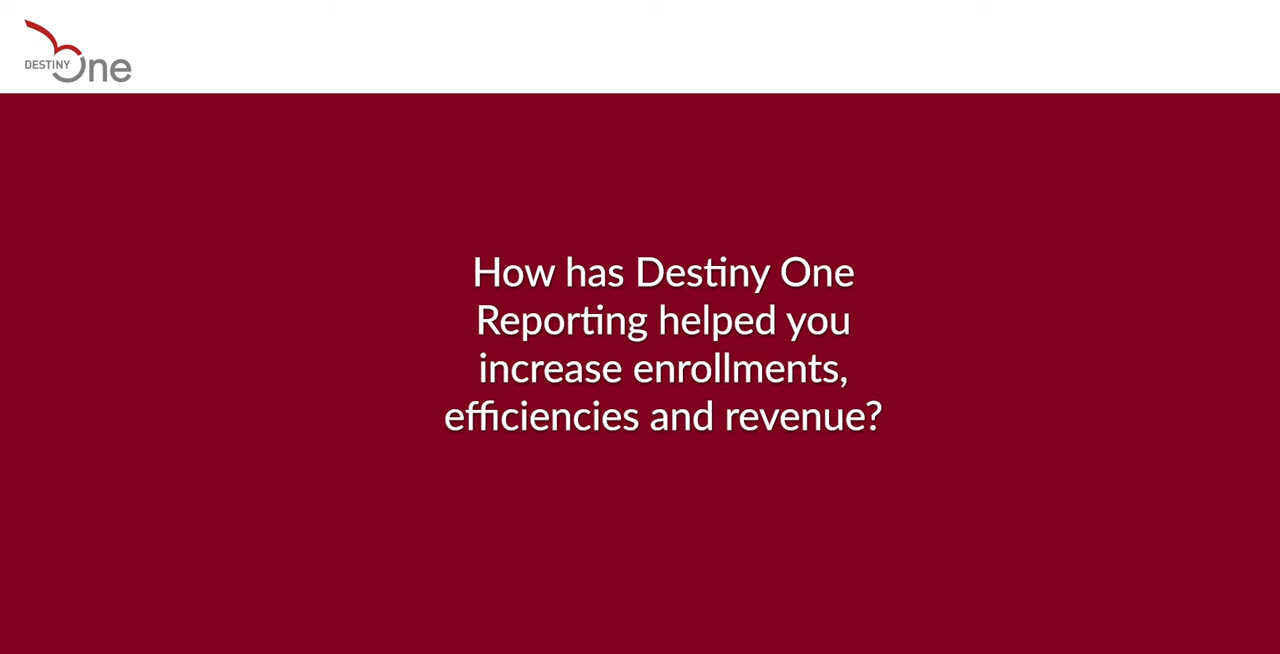 DESTINY One
How has Destiny One
Reporting helped you
increase enrollments,
efficiencies and revenue?